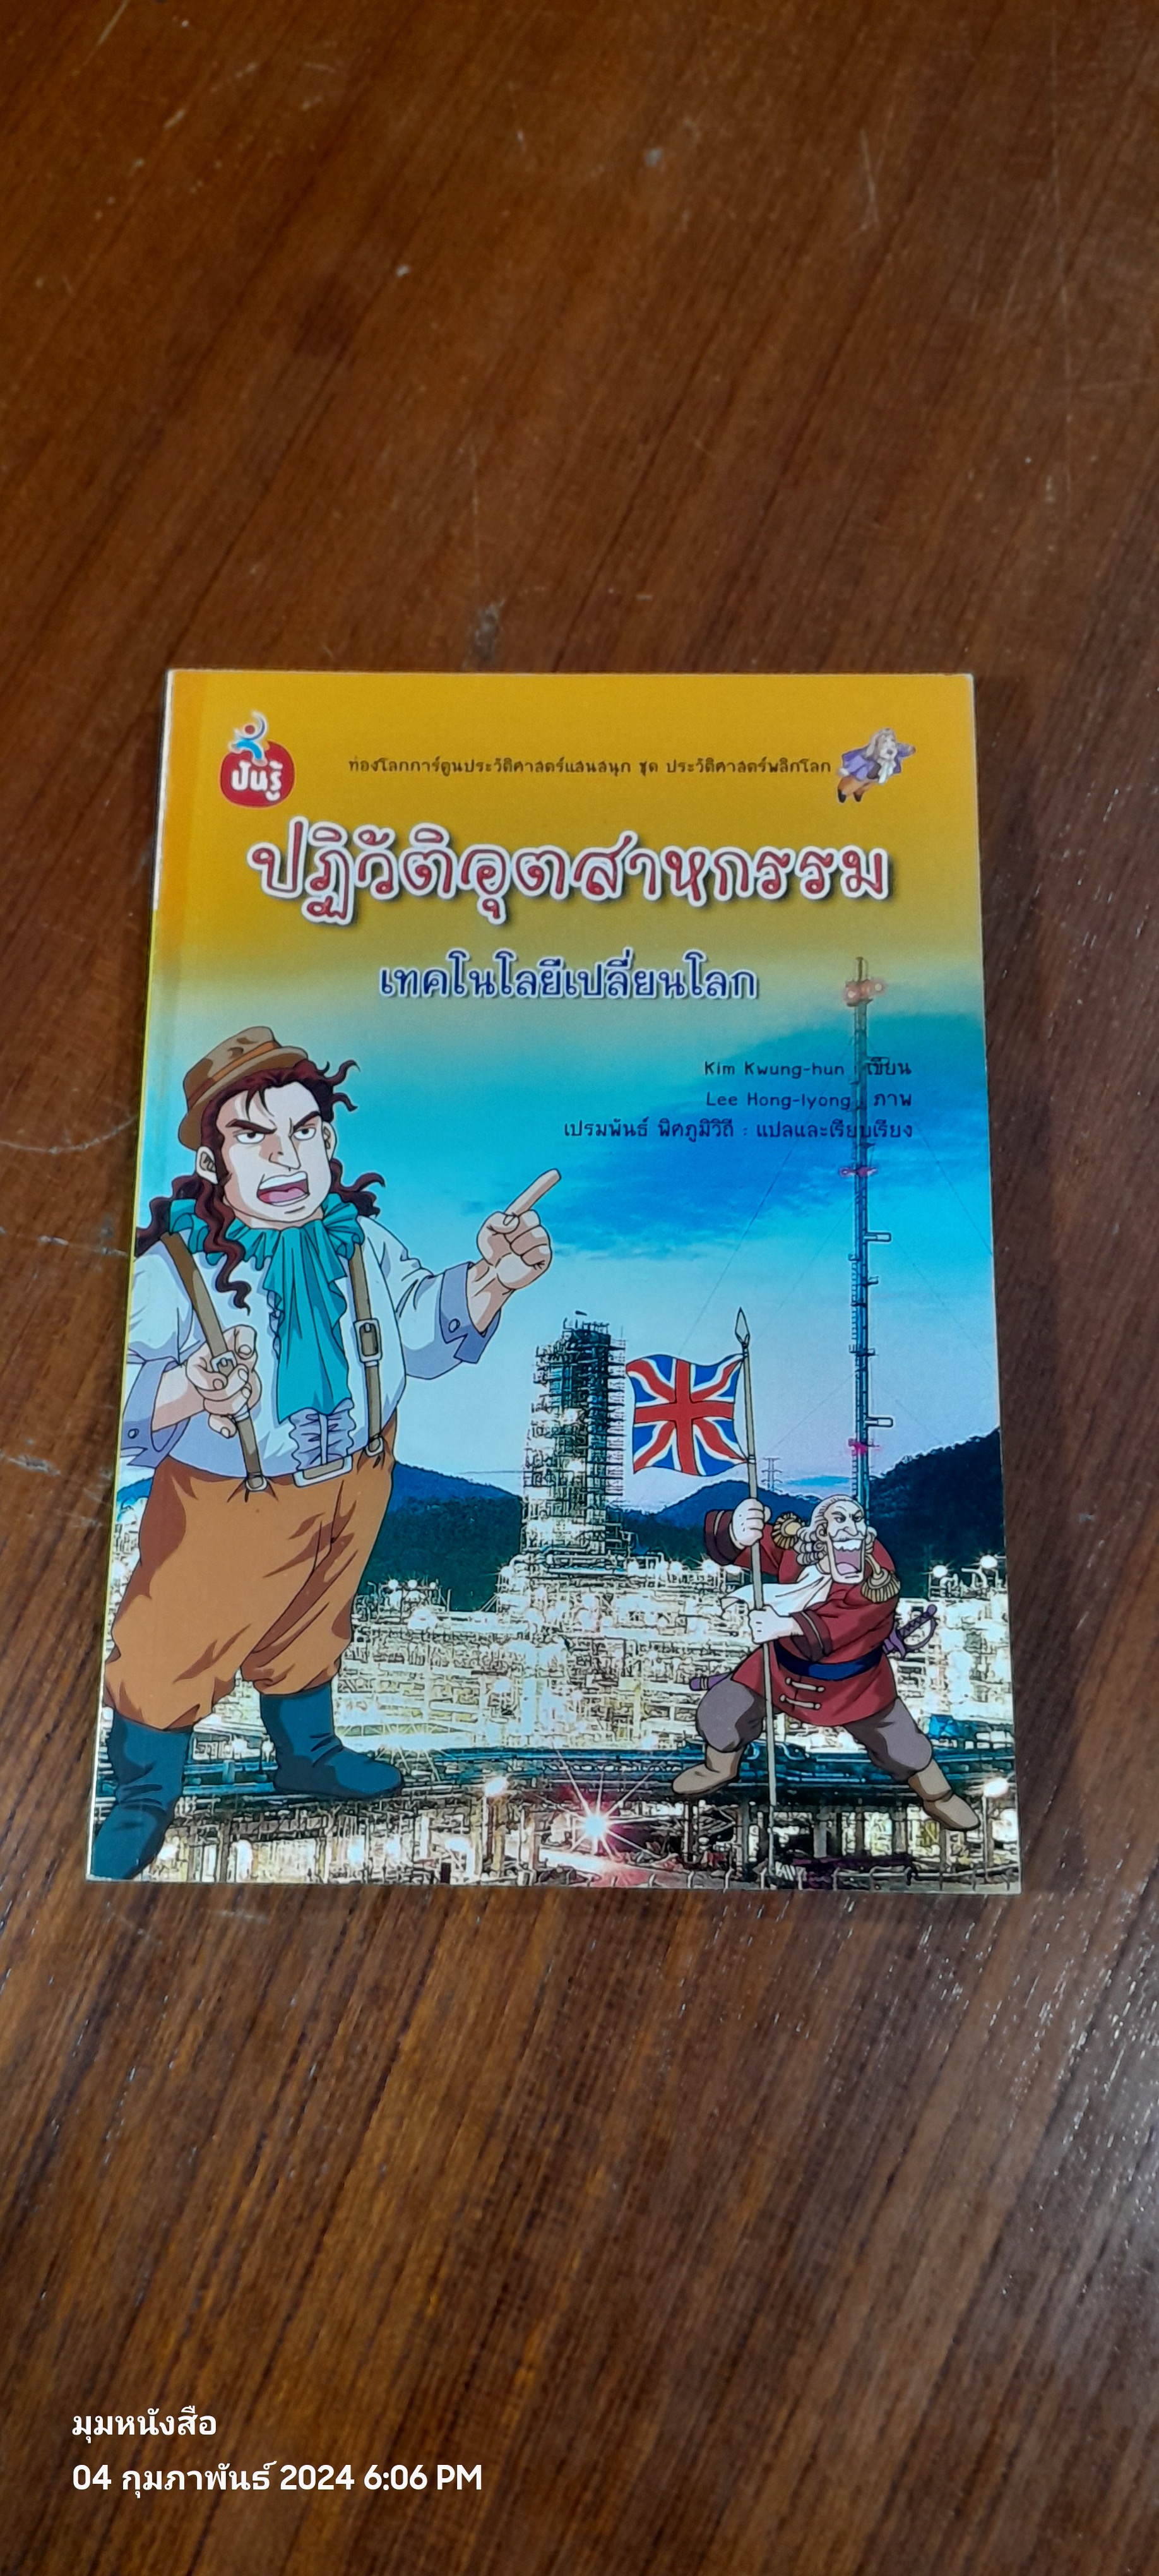 ปันรู้
ท่องโลกการ์ตูนประวัติศาสตร์แสนสนุก ชุด ประวัติศาสตร์พลิกโลก
ปฏิวัติอุตสาหกรรม
เทคโนโลยีเปลี่ยนโลก
Kim Kwung-hun : เขียน
Lee Hong-lyong : ภาพ
เปรมพันธ์ พิศภูมิวิถี : แปลและเรียบเรียง
มุมหนังสือ
04 กุมภาพันธ์ 2024 6:06 PM